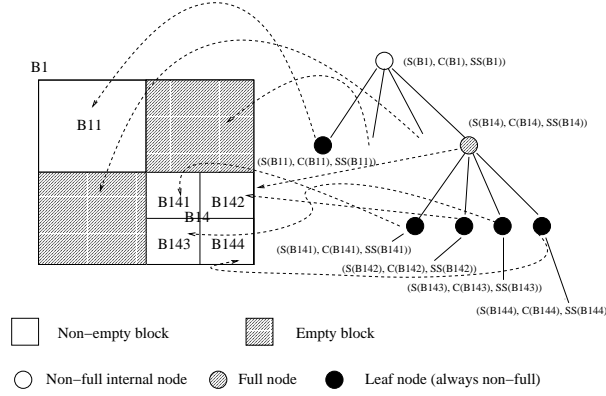 B1
(S(B1), C(B1), SS(B1))
B11
(S(B14), C(B14), SS(B14))
(S(B11), C(B11), SS(B11))
B141
B142
B14
B143
B144
(S(B141), C(B141), SS(B141))
(S(B142), C(B142), SS(B142))
(S(B143), C(B143), SS(B143))
(S(B144), C(B144), SS(B144)
Non-empty block
Empty block
Non-full internal node
Full node
Leaf node (always non-full)